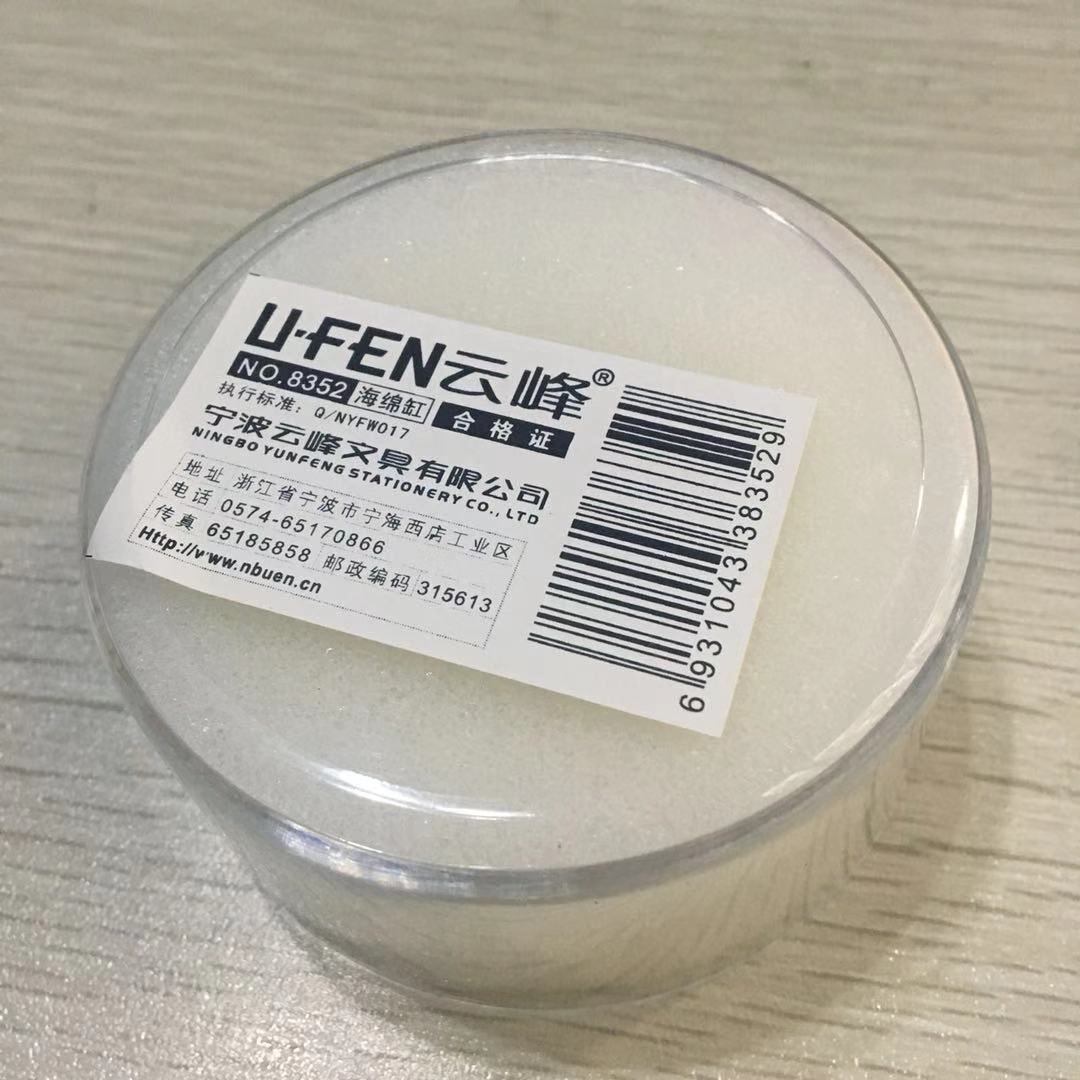 U·FEN云峰®
NO.8352 海绵缸 合格证
执行标准: Q/NYFW017
宁波云峰文具有限公司
NINGBO YUNFENG STATIONERY CO., LTD
地址 浙江省宁波市宁海西店工业区
电话 0574-65170866
传真 65185858 邮政编码 315613
Http://www.nbuen.cn
6 931043 383529